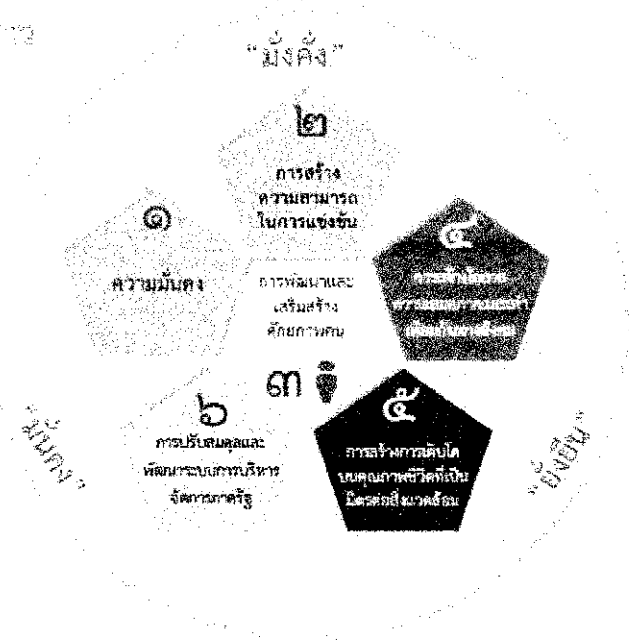 "มั่งคั่ง"
๒
การสร้าง
ความสามารถ
ในการแข่งขัน
๑
ความมั่นคง
๔
การพัฒนาและ
เสริมสร้าง
ศักยภาพคน
๓
๖
การปรับสมดุลและ
พัฒนาระบบการบริหาร
จัดการภาครัฐ
๕
การสร้างการเติบโต
บนคุณภาพชีวิตที่เป็น
มิตรต่อสิ่งแวดล้อม
"มั่นคง"
"ยั่งยืน"